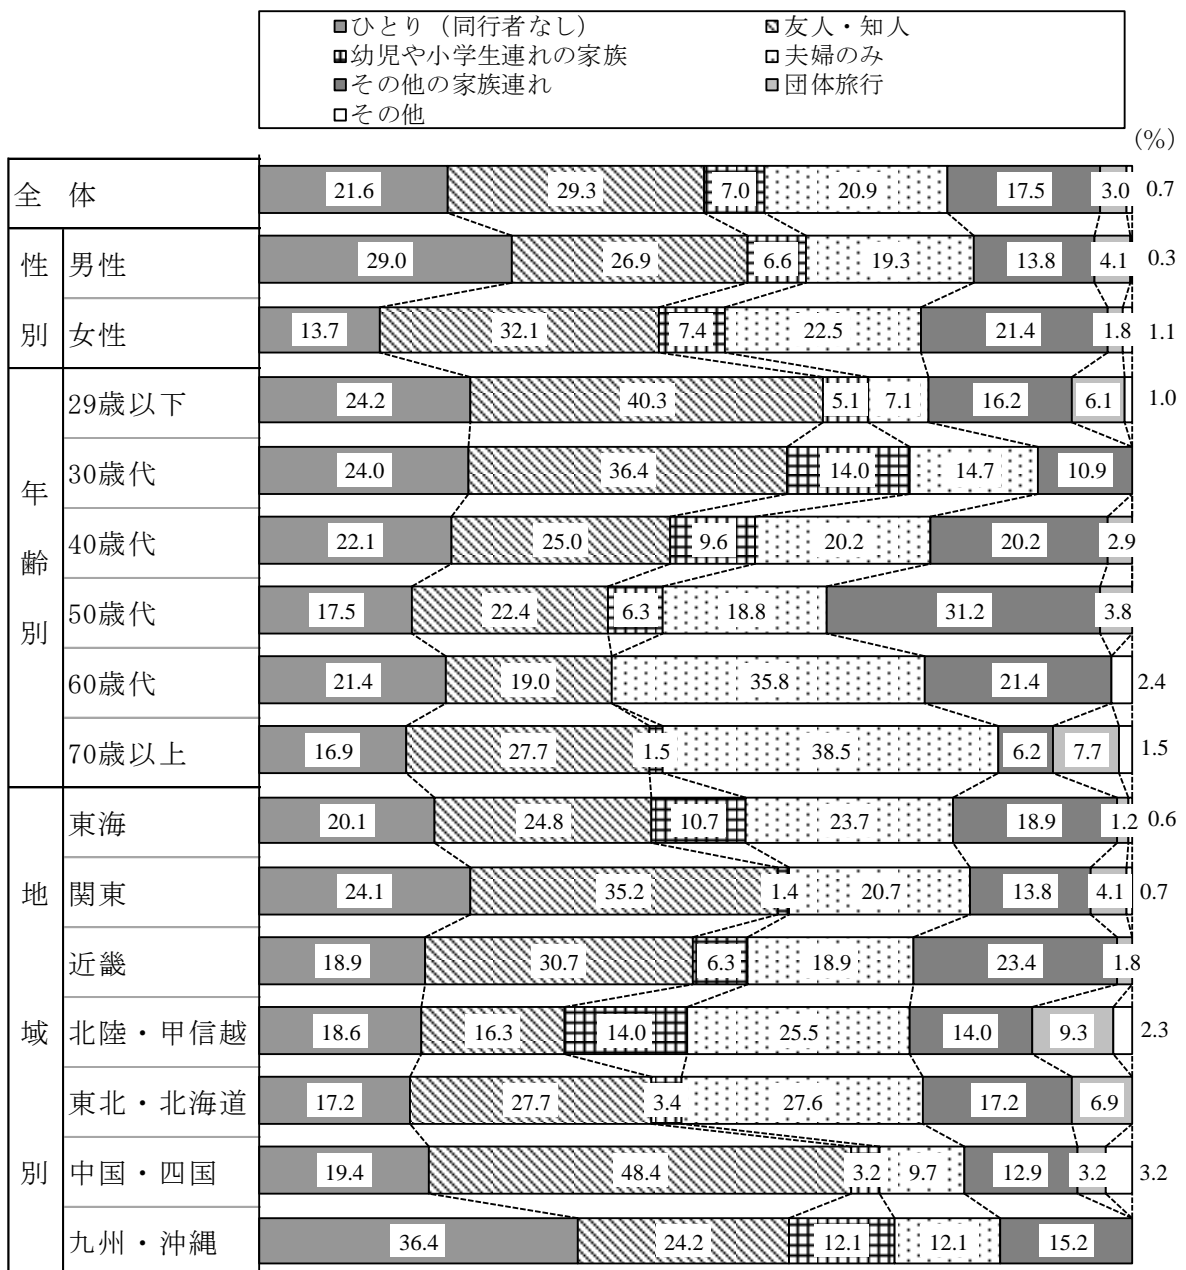 ひとり（同行者なし） 友人・知人
幼児や小学生連れの家族 夫婦のみ
その他の家族連れ 団体旅行
その他
(%)
全 体 21.6 29.3 7.0 20.9 17.5 3.0 0.7
性別
男性 29.0 26.9 6.6 19.3 13.8 4.1 0.3
女性 13.7 32.1 7.4 22.5 21.4 1.8 1.1
年齢別
29歳以下 24.2 40.3 5.1 7.1 16.2 6.1 1.0
30歳代 24.0 36.4 14.0 14.7 10.9
40歳代 22.1 25.0 9.6 20.2 20.2 2.9
50歳代 17.5 22.4 6.3 18.8 31.2 3.8
60歳代 21.4 19.0 35.8 21.4 2.4
70歳以上 16.9 27.7 1.5 38.5 6.2 7.7 1.5
地域別
東海 20.1 24.8 10.7 23.7 18.9 1.2 0.6
関東 24.1 35.2 1.4 20.7 13.8 4.1 0.7
近畿 18.9 30.7 6.3 18.9 23.4 1.8
北陸・甲信越 18.6 16.3 14.0 25.5 14.0 9.3 2.3
東北・北海道 17.2 27.7 3.4 27.6 17.2 6.9
中国・四国 19.4 48.4 3.2 9.7 12.9 3.2 3.2
九州・沖縄 36.4 24.2 12.1 12.1 15.2